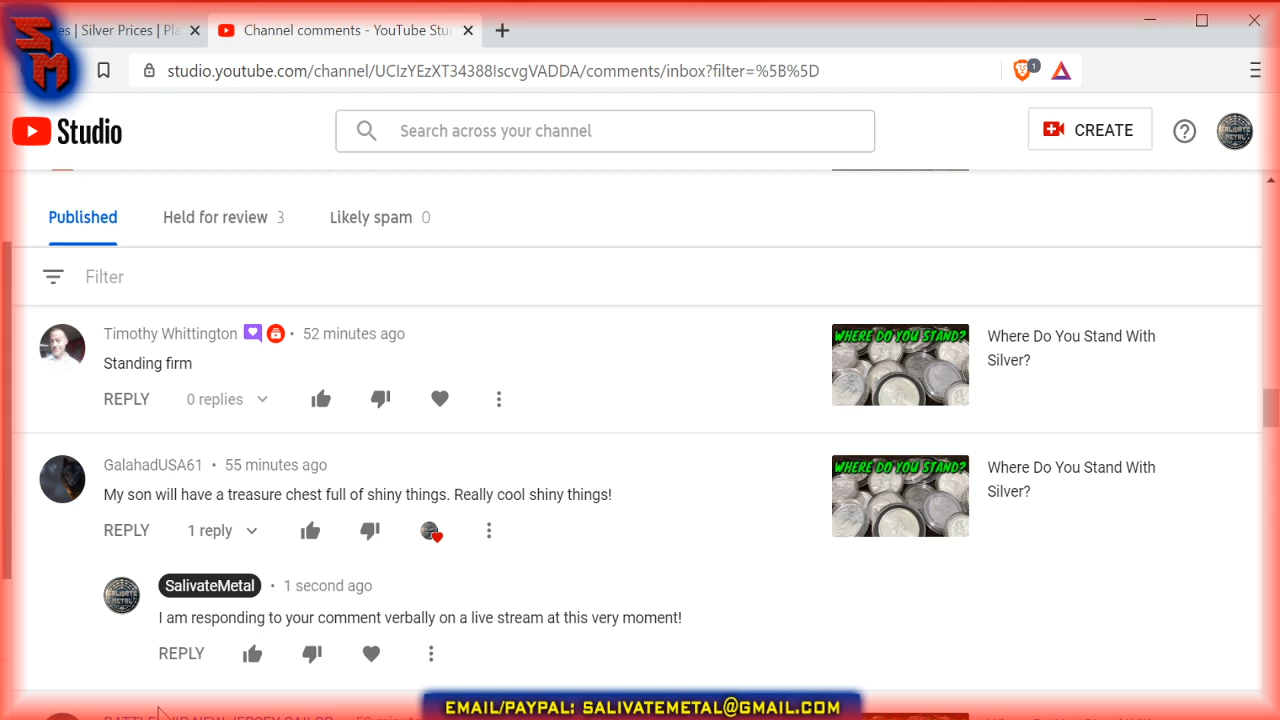 SM
es | Silver Prices | Pla
Channel comments - YouTube Stud
studio.youtube.com/channel/UCIzYEzXT34388IscvgVADDA/comments/inbox?filter=%5B%5D
1
Studio
Search across your channel
CREATE
SALIVATE METAL
Published
Held for review 3
Likely spam 0
Filter
Timothy Whittington • 52 minutes ago
Standing firm
REPLY 0 replies
WHERE DO YOU STAND?
Where Do You Stand With
Silver?
GalahadUSA61 • 55 minutes ago
My son will have a treasure chest full of shiny things. Really cool shiny things!
REPLY 1 reply
WHERE DO YOU STAND?
Where Do You Stand With
Silver?
SalivateMetal • 1 second ago
I am responding to your comment verbally on a live stream at this very moment!
REPLY
EMAIL/PAYPAL: SALIVATEMETAL@GMAIL.COM